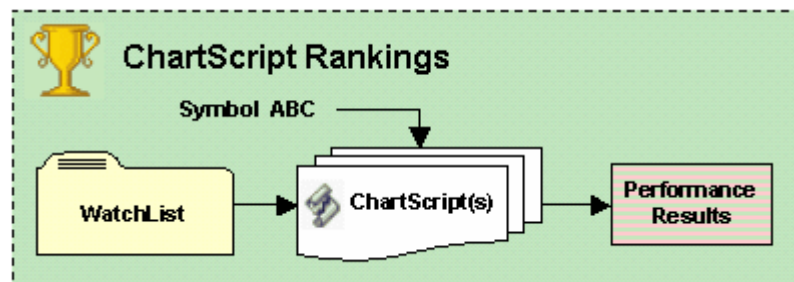 ChartScript Rankings
Symbol ABC
WatchList
ChartScript(s)
Performance
Results